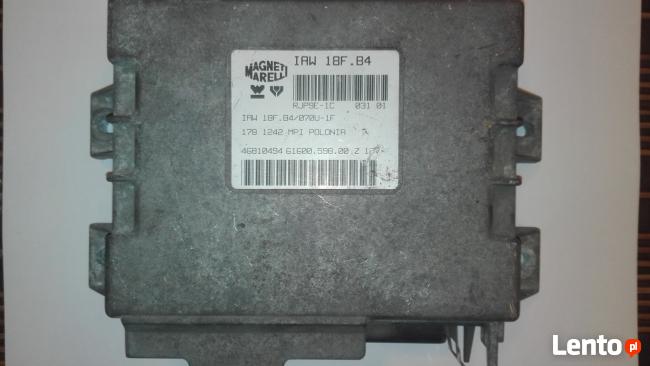 MAGNETI
MARELLI
IAW 18F.B4
RJP9E-1C 031 01
IAW 18F.B4/070U-1F
178 1242 MPI POLONIA
46810494 61600.598.00 Z
Lento pl